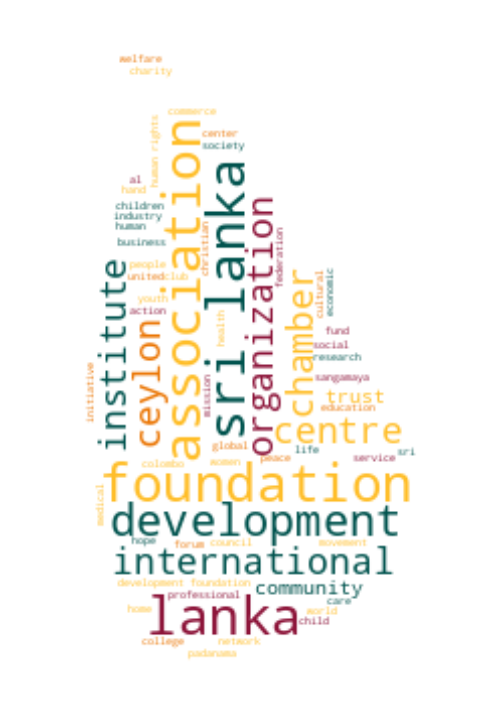 welfare
charity
commerce
human rights
center
society
association
sri lanka
al
hand
children
industry
human
business
organization
christian
federation
people
united
club
youth
action
institute
ceylon
health
chamber
cultural
economic
fund
social
research
mission
initiative
sangamaya
trust
education
centre
global
life
sri
colombo
women
peace
service
foundation
medical
development
hope
forum
council
movement
international
development foundation
community
professional
care
home
lanka
world
child
college
network
padanama